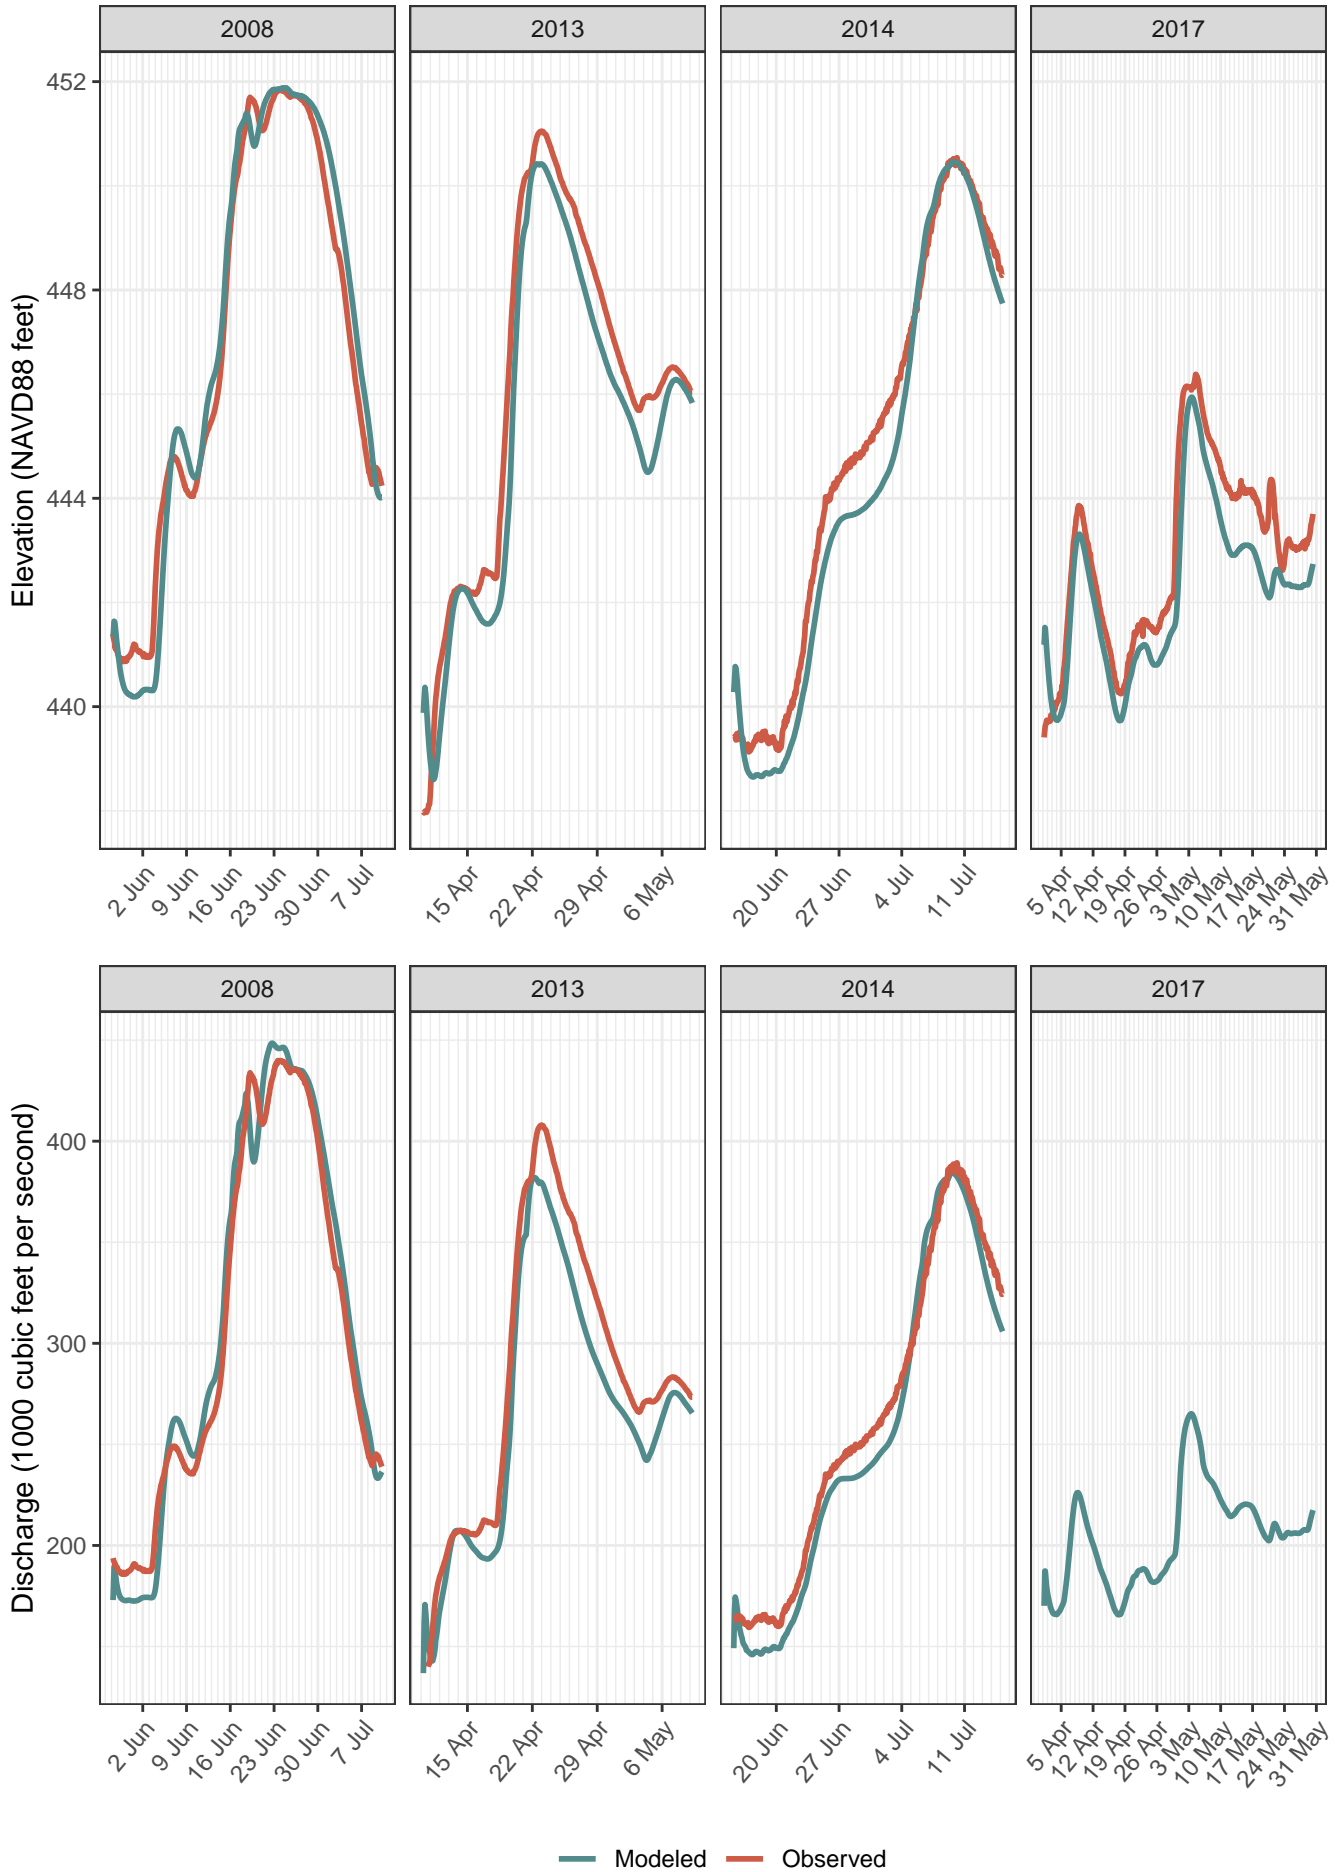 2008 2013 2014 2017
Elevation (NAVD88 feet)
452
448
444
440
2 Jun 9 Jun 16 Jun 23 Jun 30 Jun 7 Jul 15 Apr 22 Apr 29 Apr 6 May 20 Jun 27 Jun 4 Jul 11 Jul 5 Apr 12 Apr 19 Apr 26 Apr 3 May 10 May 17 May 24 May 31 May
2008 2013 2014 2017
Discharge (1000 cubic feet per second)
400
300
200
2 Jun 9 Jun 16 Jun 23 Jun 30 Jun 7 Jul 15 Apr 22 Apr 29 Apr 6 May 20 Jun 27 Jun 4 Jul 11 Jul 5 Apr 12 Apr 19 Apr 26 Apr 3 May 10 May 17 May 24 May 31 May
Modeled Observed